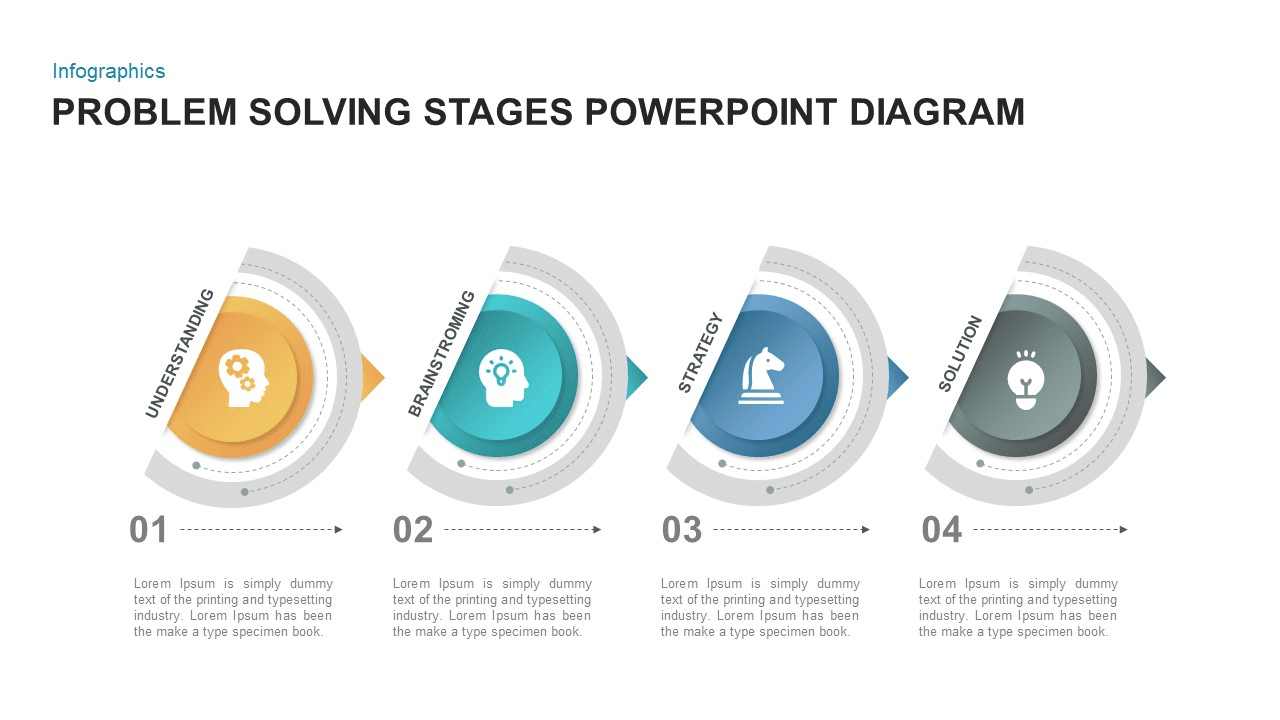 Infographics
PROBLEM SOLVING STAGES POWERPOINT DIAGRAM
UNDERSTANDING
BRAINSTROMING
STRATEGY
SOLUTION
01
02
03
04
Lorem Ipsum is simply dummy
text of the printing and typesetting
industry. Lorem Ipsum has been
the make a type specimen book.
Lorem Ipsum is simply dummy
text of the printing and typesetting
industry. Lorem Ipsum has been
the make a type specimen book.
Lorem Ipsum is simply dummy
text of the printing and typesetting
industry. Lorem Ipsum has been
the make a type specimen book.
Lorem Ipsum is simply dummy
text of the printing and typesetting
industry. Lorem Ipsum has been
the make a type specimen book.